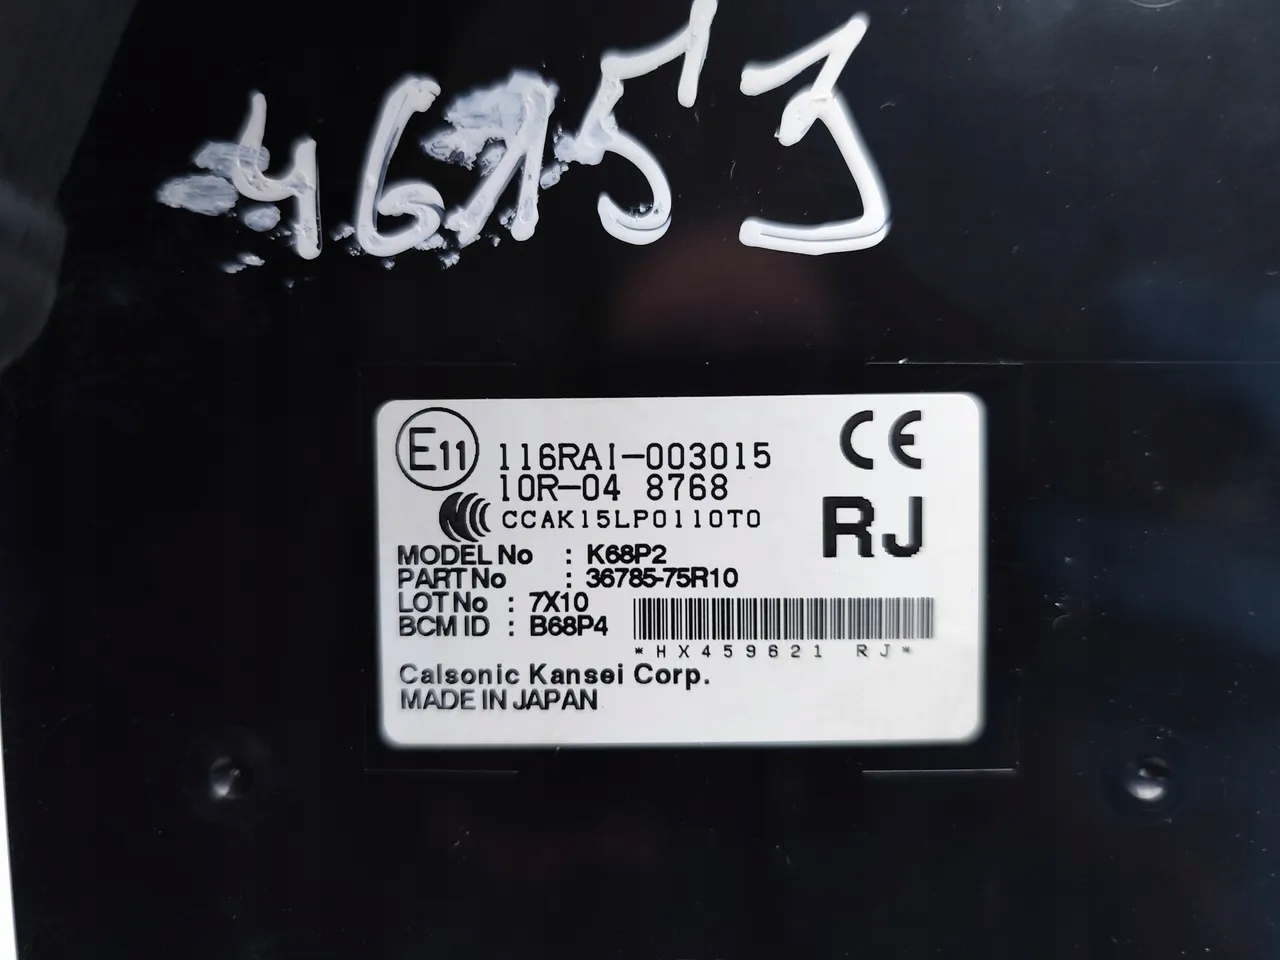 46153
E11
116RAI-003015
CE
10R-04 8768
CCAK15LP0110T0
RJ
MODEL No : K68P2
PART No : 36785-75R10
LOT No : 7X10
BCM ID : B68P4
*HX459621 RJ*
Calsonic Kansei Corp.
MADE IN JAPAN